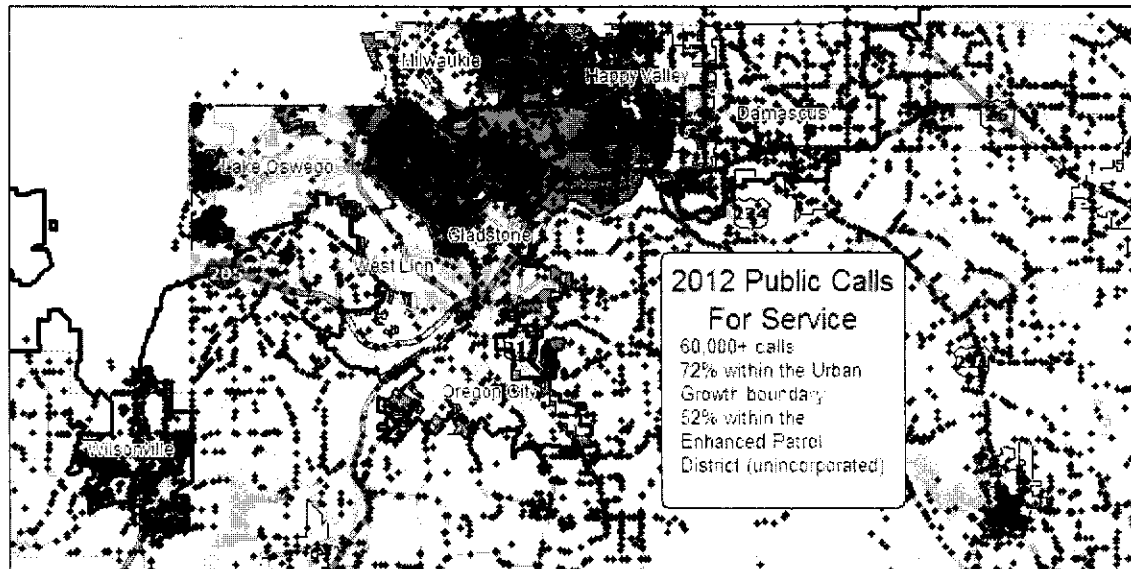 Milwaukie
Happy Valley
Damascus
Lake Oswego
Gladstone
West Linn
2012 Public Calls
For Service
60,000+ calls
72% within the Urban
Growth boundary
52% within the
Enhanced Patrol
District (unincorporated)
Oregon City
Wilsonville